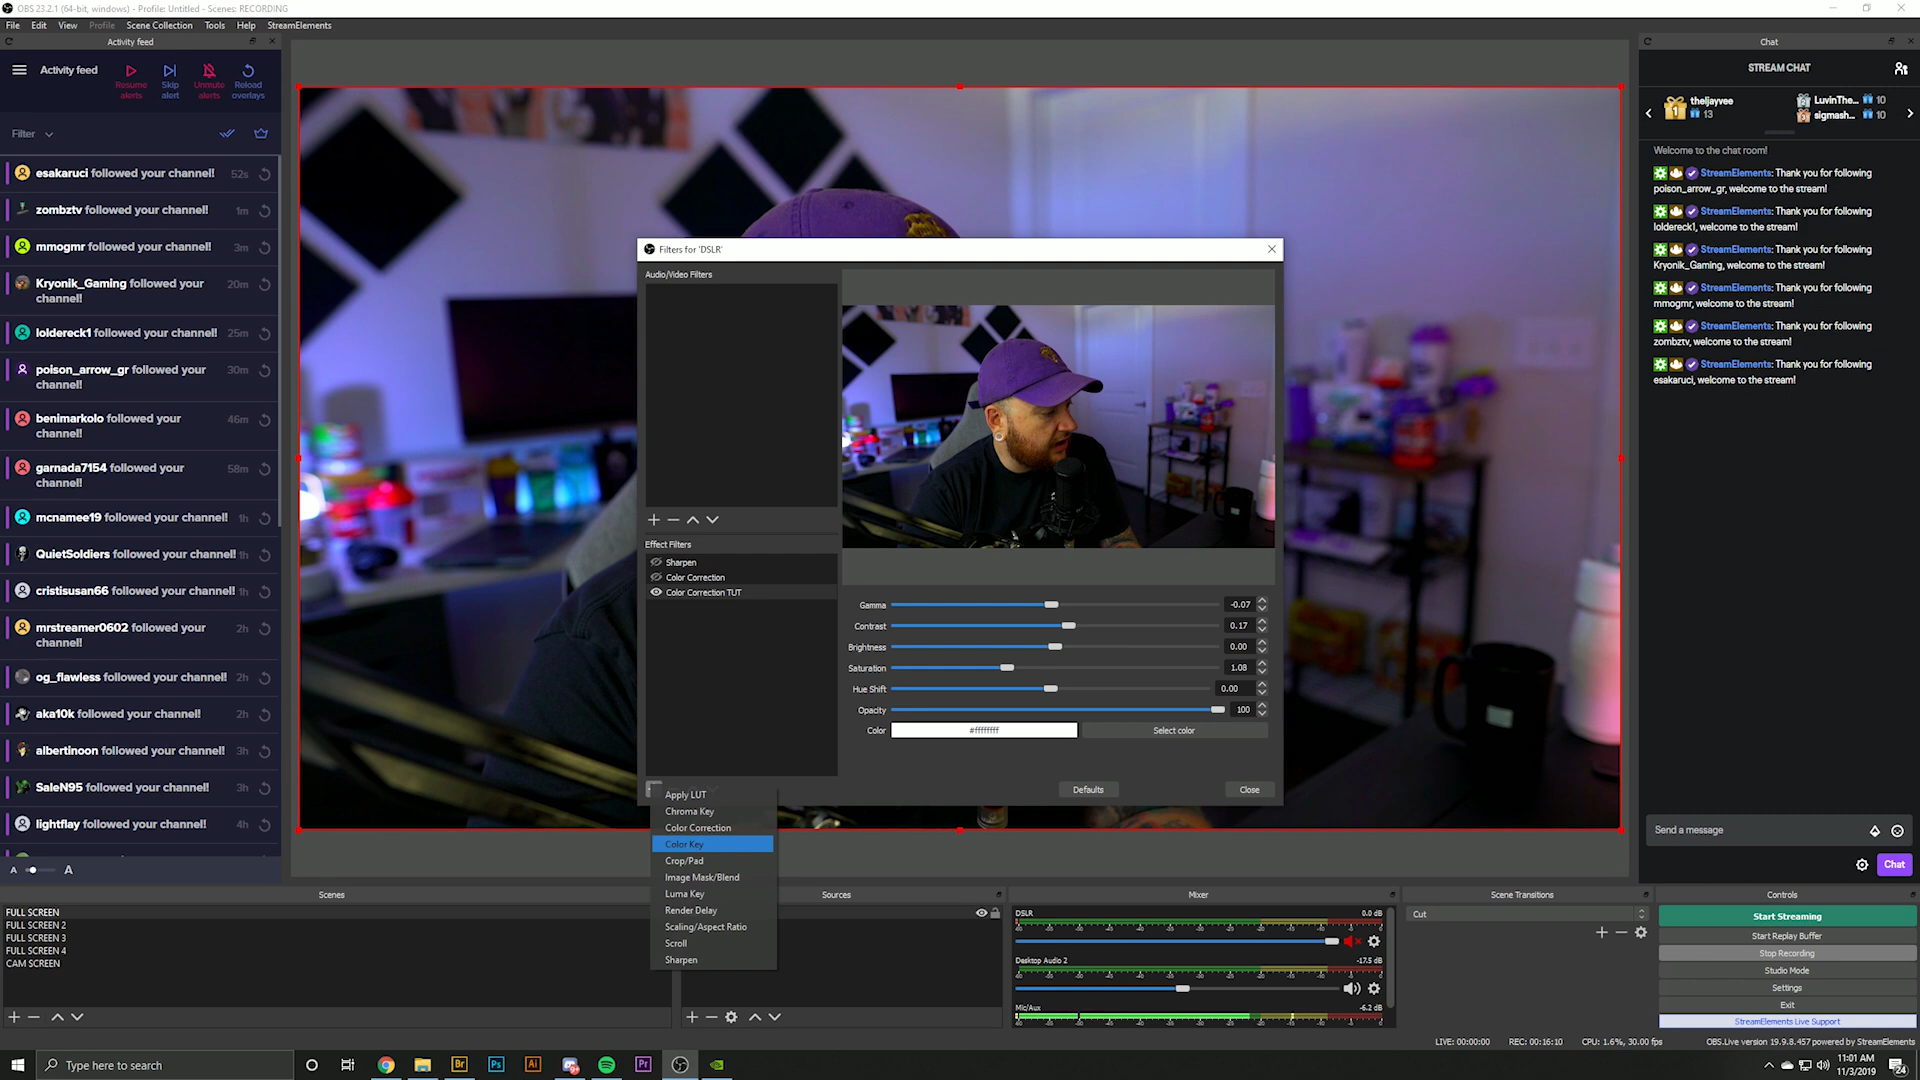 OBS 23.2.1 (64-bit, windows) - Profile: Untitled - Scenes: RECORDING
File Edit View Profile Scene Collection Tools Help StreamElements
Activity feed
Activity feed
Resume alerts
Skip alert
Unmute alerts
Reload overlays
Filter
esakaruci followed your channel! 52s
zombztv followed your channel! 1m
mmogmr followed your channel! 3m
Kryonik_Gaming followed your 20m
channel!
loldereck1 followed your channel! 25m
poison_arrow_gr followed your 30m
channel!
benimarkolo followed your 46m
channel!
garnada7154 followed your 58m
channel!
mcnamee19 followed your channel! 1h
QuietSoldiers followed your channel! 1h
cristisusan66 followed your channel! 1h
mrstreamer0602 followed your 2h
channel!
og_flawless followed your channel! 2h
aka10k followed your channel! 2h
albertinoon followed your channel! 3h
SaleN95 followed your channel! 3h
lightflay followed your channel! 4h
A A
Filters for 'DSLR'
Audio/Video Filters
Effect Filters
Sharpen
Color Correction
Color Correction TUT
Gamma -0.07
Contrast 0.17
Brightness 0.00
Saturation 1.08
Hue Shift 0.00
Opacity 100
Color #ffffffff Select color
Defaults Close
Apply LUT
Chroma Key
Color Correction
Color Key
Crop/Pad
Image Mask/Blend
Luma Key
Render Delay
Scaling/Aspect Ratio
Scroll
Sharpen
Chat
STREAM CHAT
1 theljayvee
13
LuvinThe... 10
sigmash... 10
Welcome to the chat room!
StreamElements: Thank you for following
poison_arrow_gr, welcome to the stream!
StreamElements: Thank you for following
loldereck1, welcome to the stream!
StreamElements: Thank you for following
Kryonik_Gaming, welcome to the stream!
StreamElements: Thank you for following
mmogmr, welcome to the stream!
StreamElements: Thank you for following
zombztv, welcome to the stream!
StreamElements: Thank you for following
esakaruci, welcome to the stream!
Send a message
Chat
Scenes
FULL SCREEN
FULL SCREEN 2
FULL SCREEN 3
FULL SCREEN 4
CAM SCREEN
Sources
Mixer
DSLR 0.0 dB
Desktop Audio 2 -17.5 dB
Mic/Aux -6.2 dB
Scene Transitions
Cut
Controls
Start Streaming
Start Replay Buffer
Stop Recording
Studio Mode
Settings
Exit
StreamElements Live Support
LIVE: 00:00:00 REC: 00:16:10 CPU: 1.6%, 30.00 fps OBS.Live version 19.9.8.457 powered by StreamElements
Type here to search
Br Ps Ai Pr
11:01 AM
11/3/2019
24